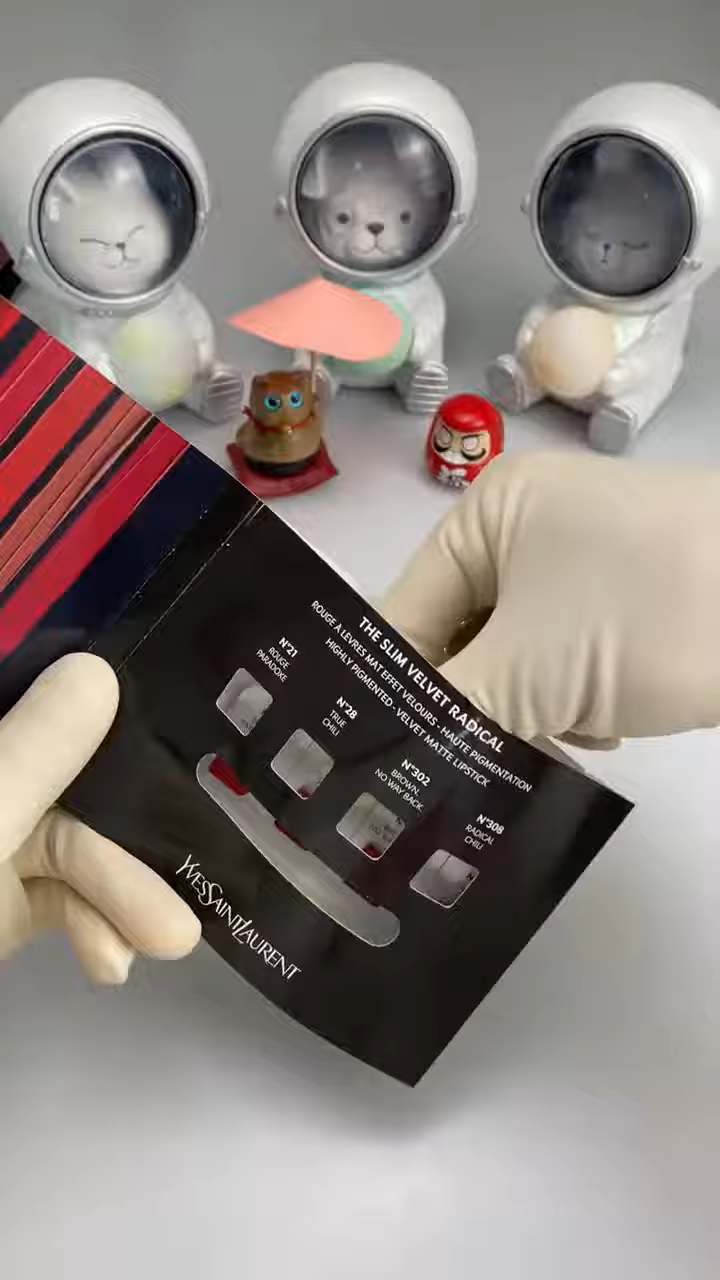 THE SLIM VELVET RADICAL
ROUGE À LÈVRES MAT EFFET VELOURS - HAUTE PIGMENTATION
HIGHLY PIGMENTED - VELVET MATTE LIPSTICK
N°21
ROUGE
PARADOXE
N°28
TRUE
CHILI
N°302
BROWN,
NO WAY BACK
N°308
RADICAL
CHILI
YVESSAINTLAURENT